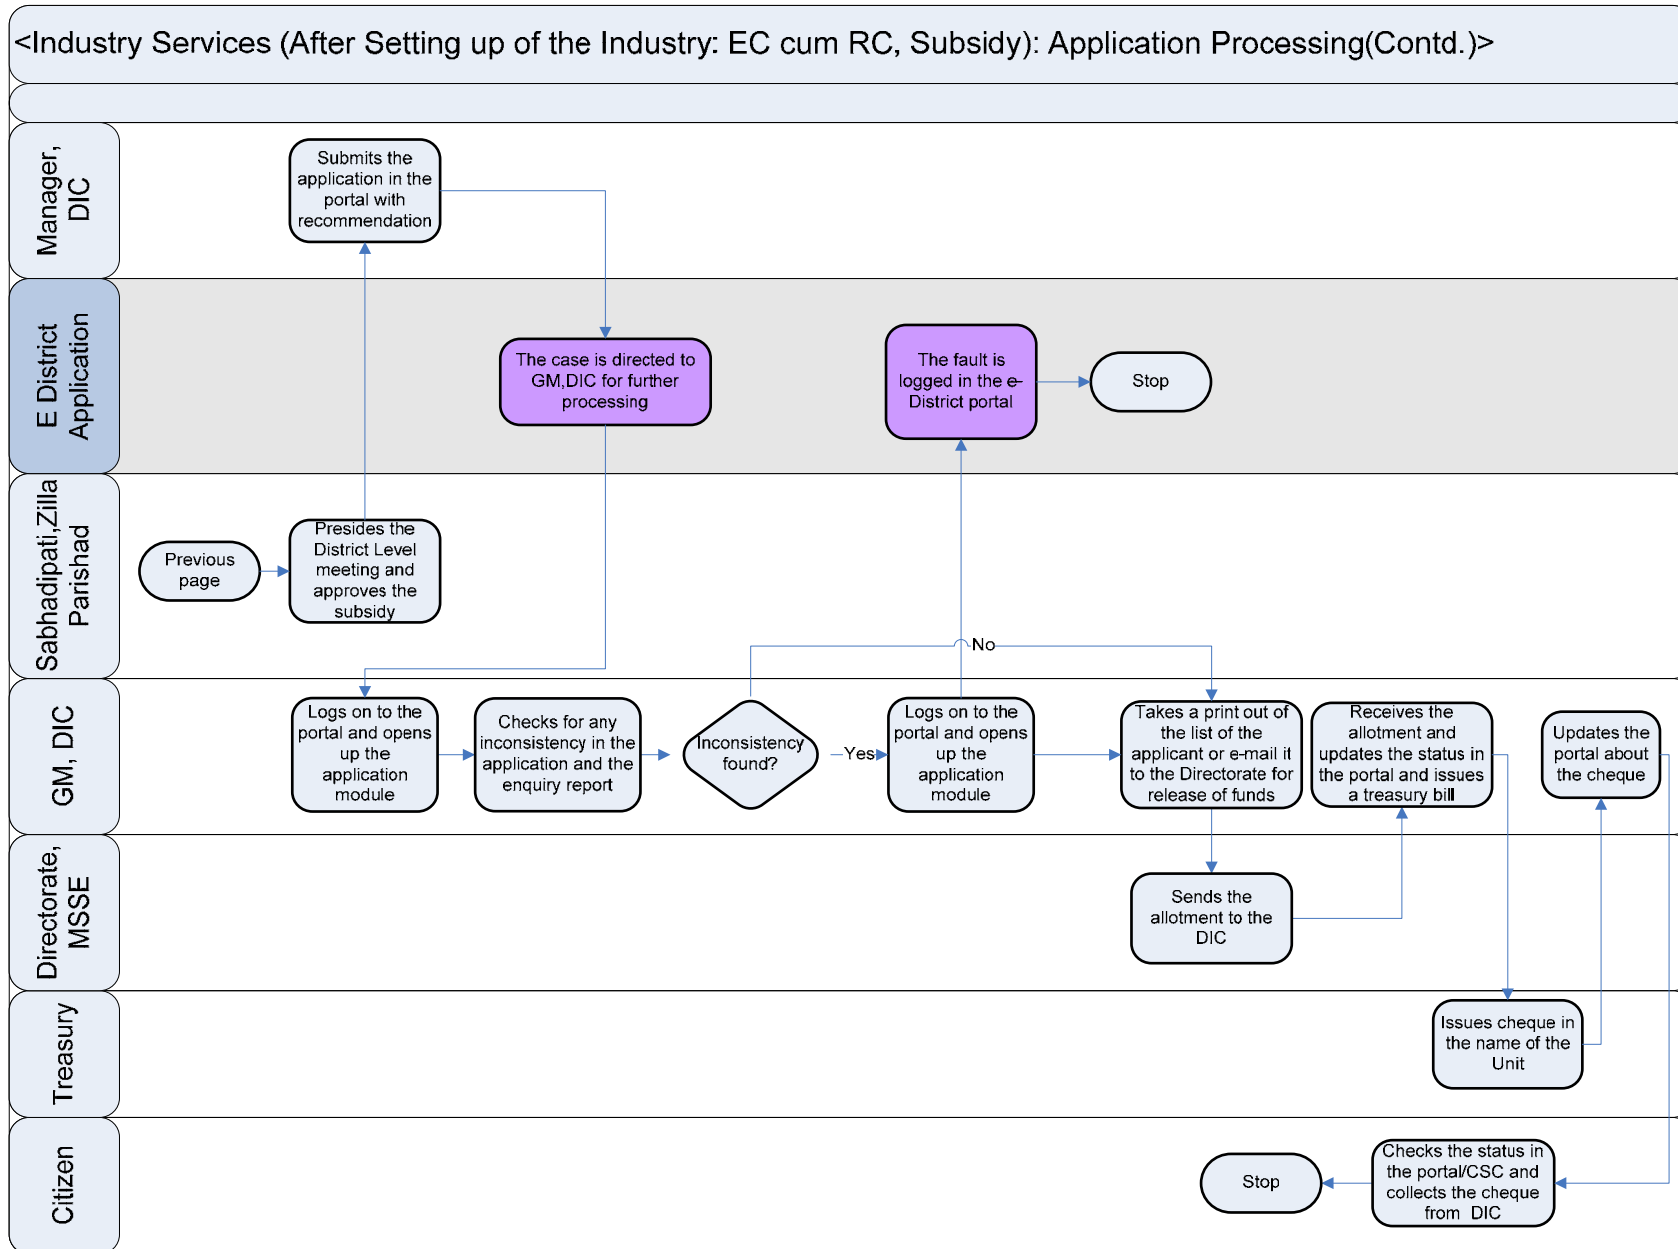 <Industry Services (After Setting up of the Industry: EC cum RC, Subsidy): Application Processing(Contd.)>
Manager,
DIC
Submits the
application in the
portal with
recommendation
E District
Application
The case is directed to
GM,DIC for further
processing
The fault is
logged in the e-
District portal
Stop
Sabhadipati,Zilla
Parishad
Previous
page
Presides the
District Level
meeting and
approves the
subsidy
No
GM, DIC
Logs on to the
portal and opens
up the
application
module
Checks for any
inconsistency in the
application and the
enquiry report
Inconsistency
found?
Yes
Logs on to the
portal and opens
up the
application
module
Takes a print out of
the list of the
applicant or e-mail it
to the Directorate for
release of funds
Receives the
allotment and
updates the status in
the portal and issues
a treasury bill
Updates the
portal about
the cheque
Directorate,
MSSE
Sends the
allotment to the
DIC
Treasury
Issues cheque in
the name of the
Unit
Citizen
Stop
Checks the status in
the portal/CSC and
collects the cheque
from DIC